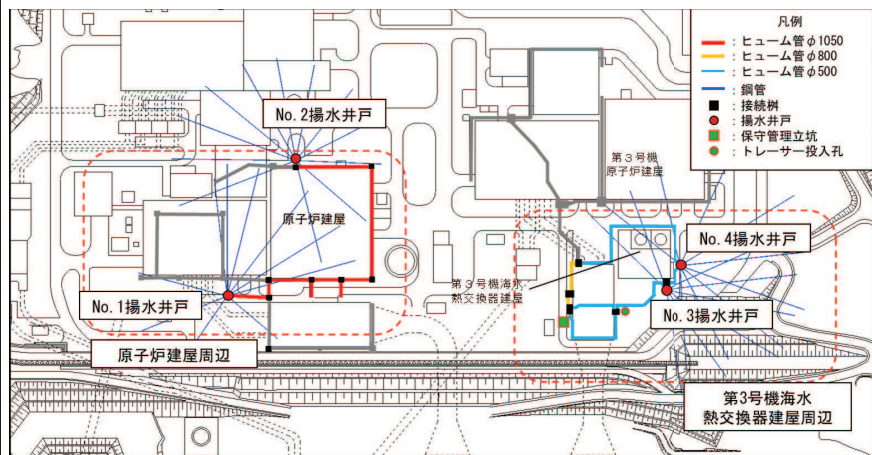 凡例
：ヒューム管φ1050
：ヒューム管φ800
：ヒューム管φ500
：鋼管
：接続桝
：揚水井戸
：保守管理立坑
：トレーサー投入孔
No.2揚水井戸
原子炉建屋
No.1揚水井戸
原子炉建屋周辺
第３号機
原子炉建屋
第３号機海水
熱交換器建屋
No.4揚水井戸
No.3揚水井戸
第3号機海水
熱交換器建屋周辺